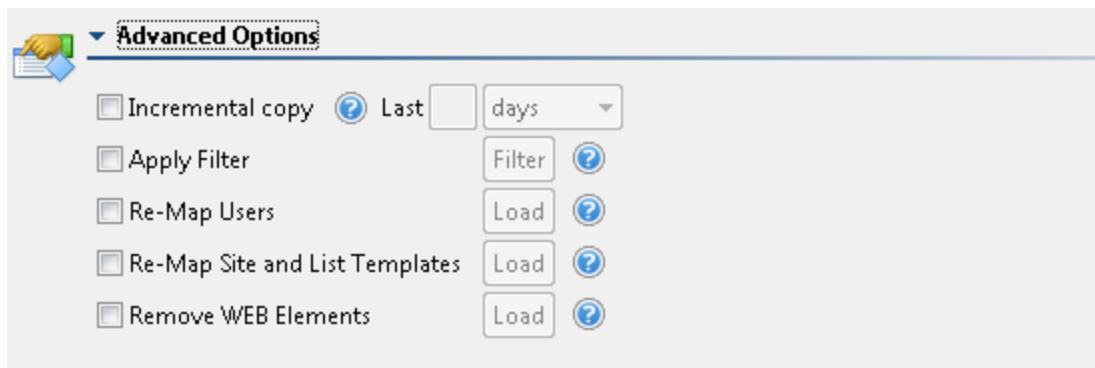 Advanced Options
Incremental copy ? Last days
Apply Filter Filter ?
Re-Map Users Load ?
Re-Map Site and List Templates Load ?
Remove WEB Elements Load ?